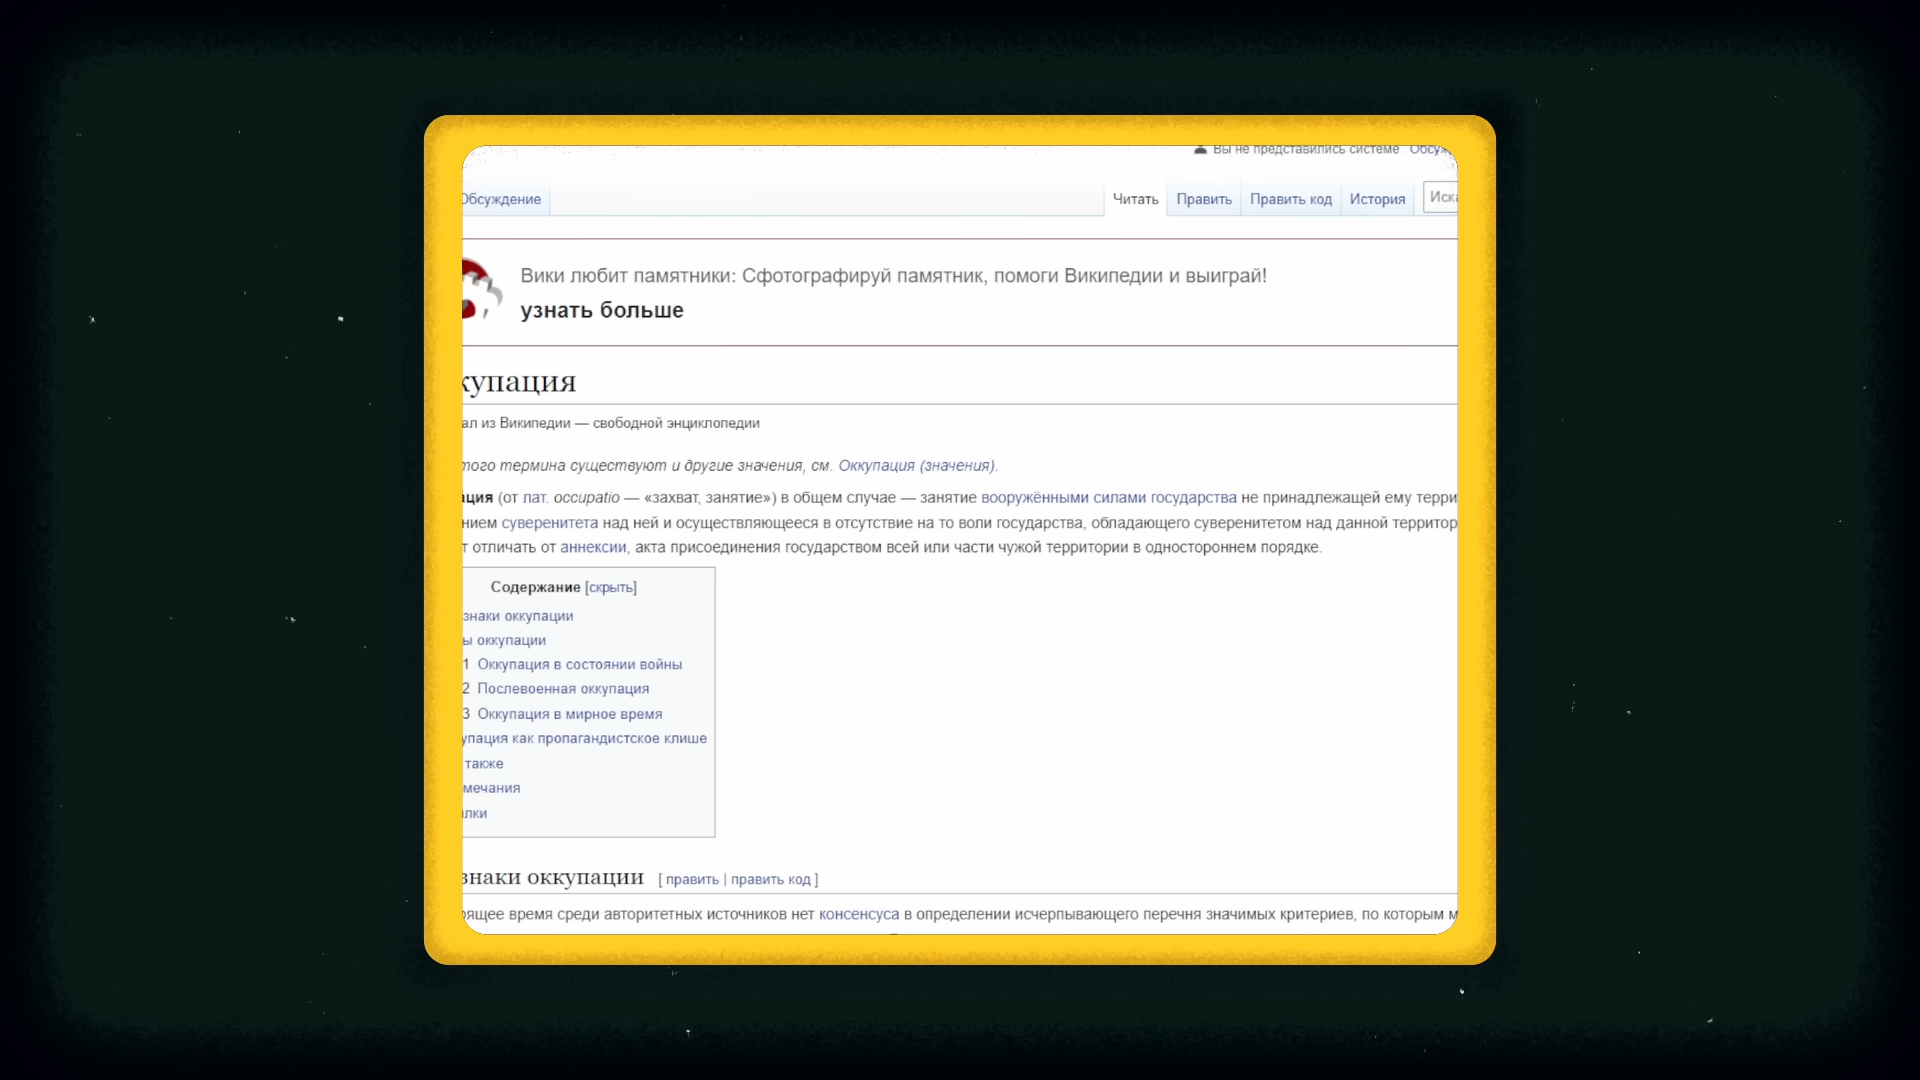 Вы не представились системе
Обсуждение Читать Править Править код История
Вики любит памятники: Сфотографируй памятник, помоги Википедии и выиграй!
узнать больше
купация
ал из Википедии — свободной энциклопедии
того термина существуют и другие значения, см. Оккупация (значения).
ация (от лат. occupatio — «захват, занятие») в общем случае — занятие вооружёнными силами государства не принадлежащей ему терри
нием суверенитета над ней и осуществляющееся в отсутствие на то воли государства, обладающего суверенитетом над данной территор
т отличать от аннексии, акта присоединения государством всей или части чужой территории в одностороннем порядке.
Содержание [скрыть]
знаки оккупации
ы оккупации
1 Оккупация в состоянии войны
2 Послевоенная оккупация
3 Оккупация в мирное время
упация как пропагандистское клише
также
мечания
лки
знаки оккупации [ править | править код ]
оящее время среди авторитетных источников нет консенсуса в определении исчерпывающего перечня значимых критериев, по которым м